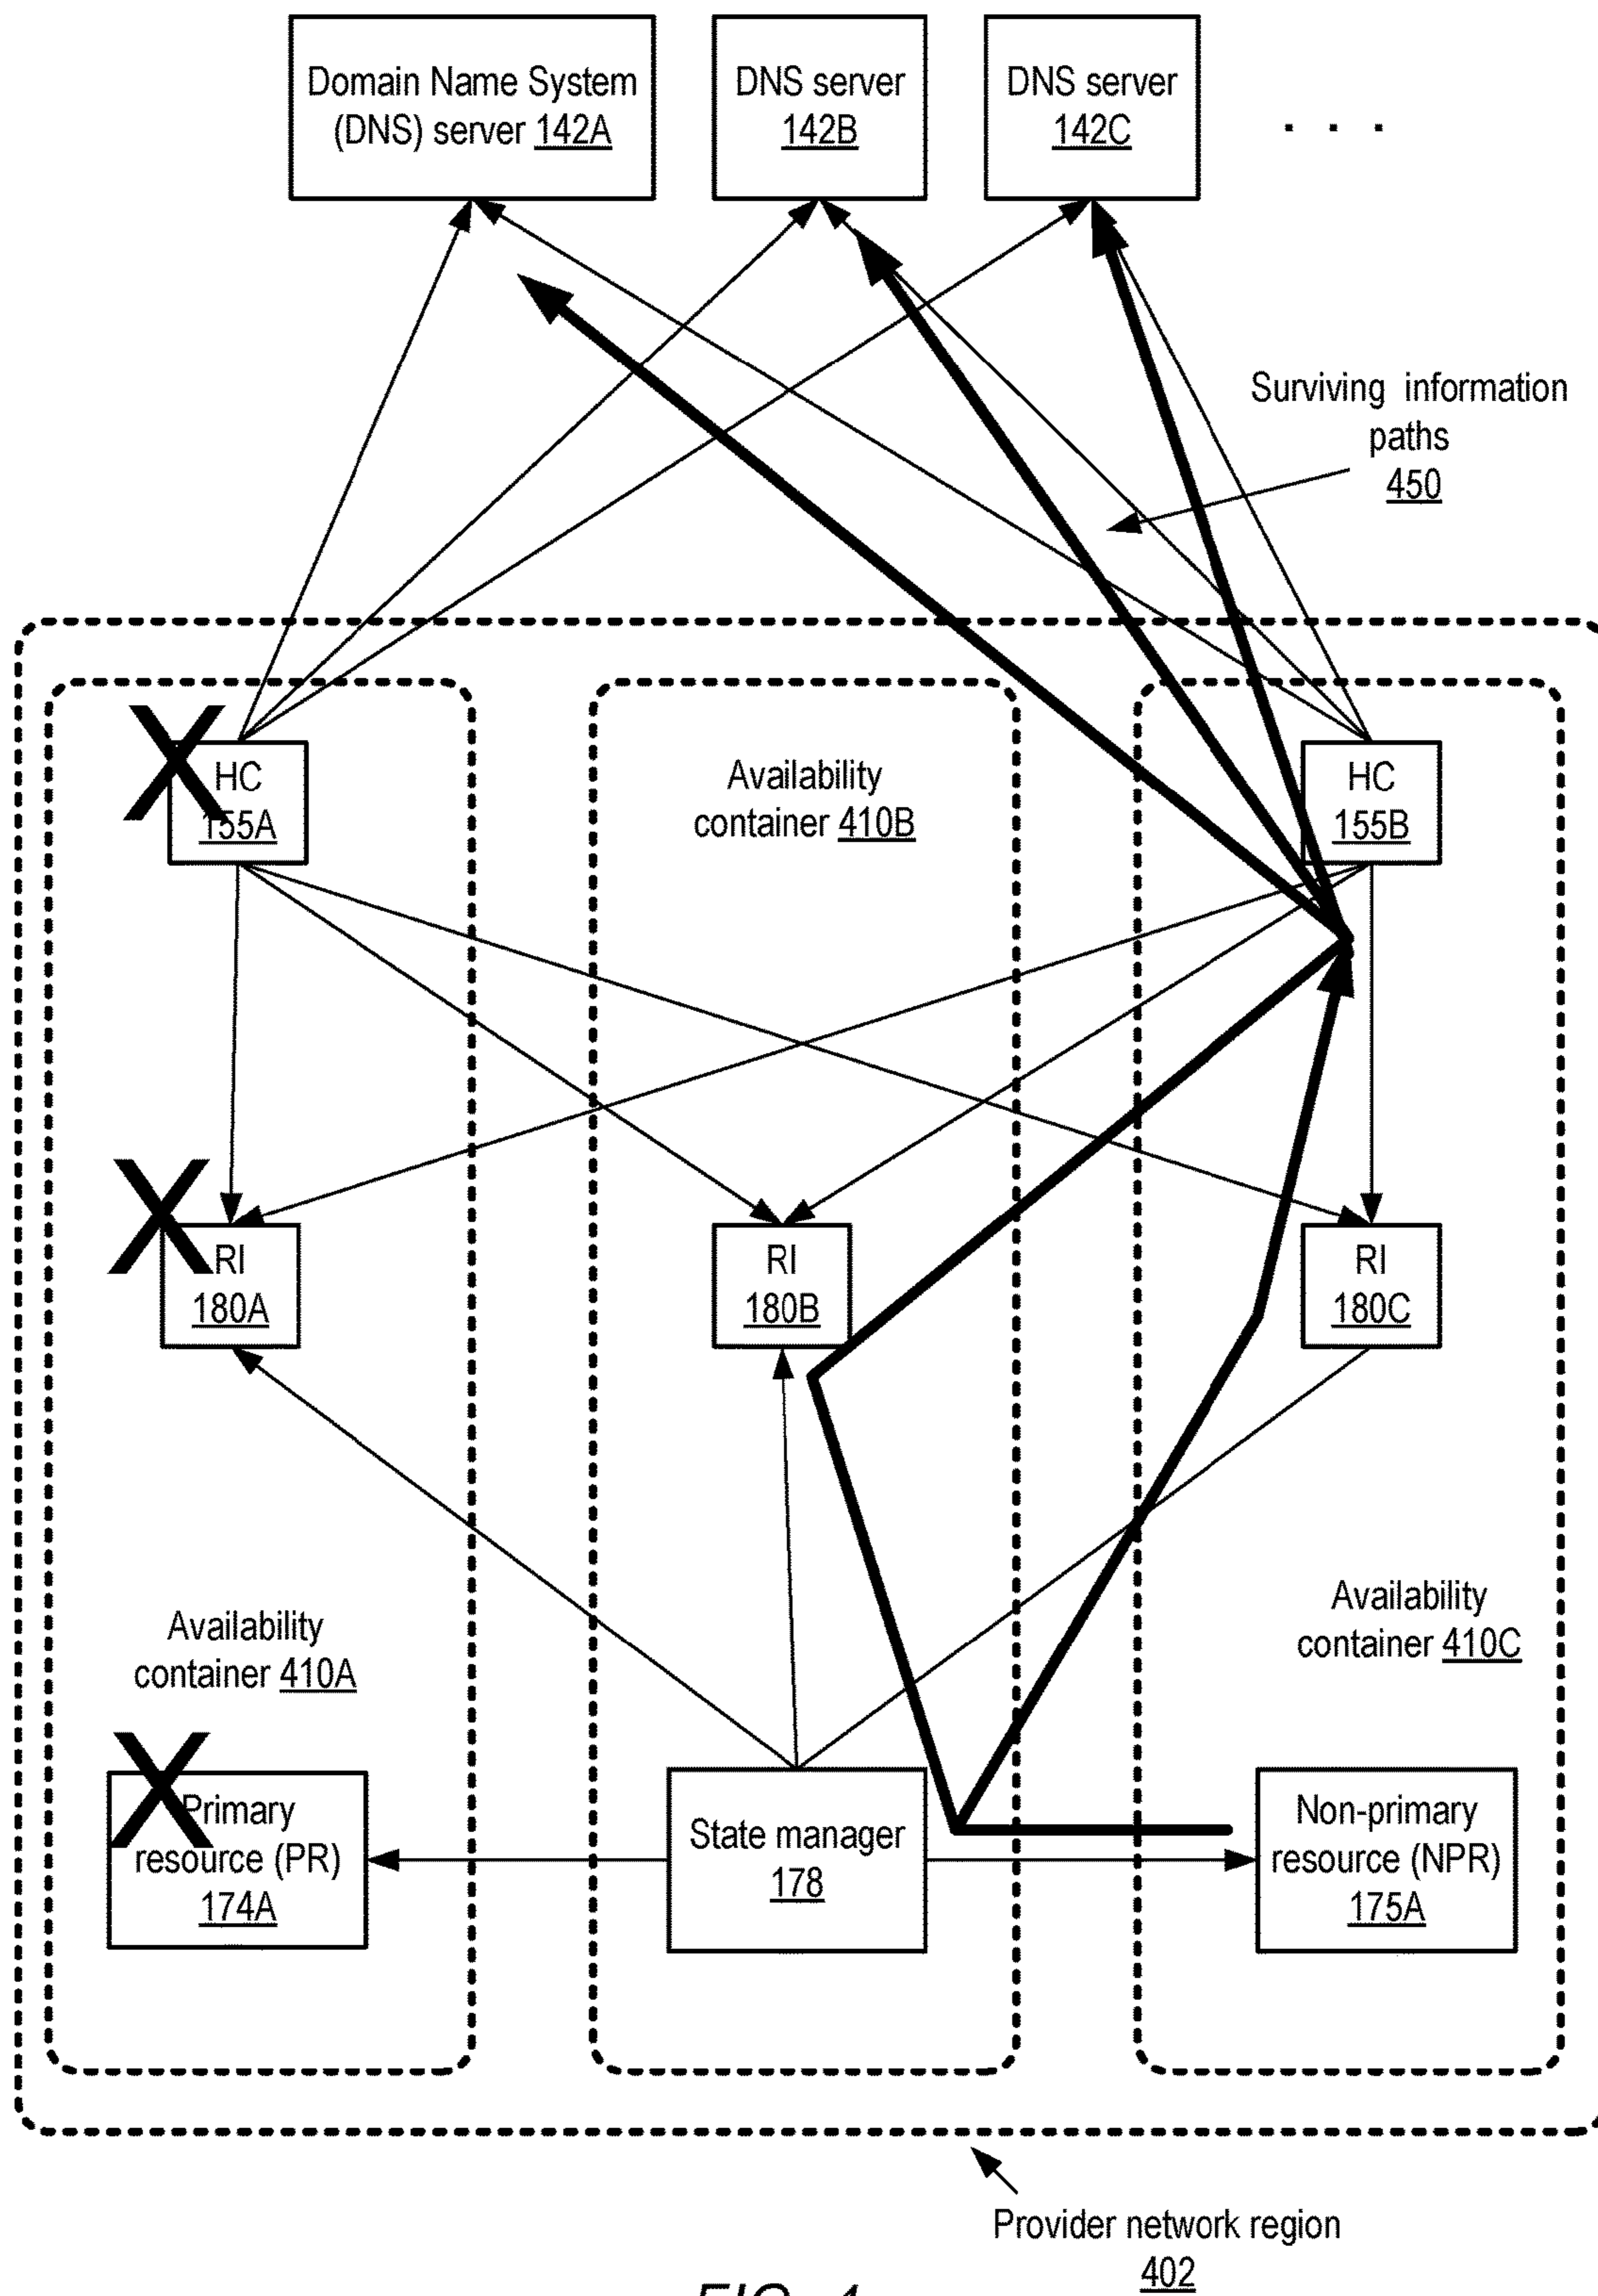 Domain Name System
(DNS) server 142A
DNS server
142B
DNS server
142C
. . .
Surviving information
paths
450
HC
155A
Availability
container 410B
HC
155B
RI
180A
RI
180B
RI
180C
Availability
container 410A
Availability
container 410C
Primary
resource (PR)
174A
State manager
178
Non-primary
resource (NPR)
175A
Provider network region
402